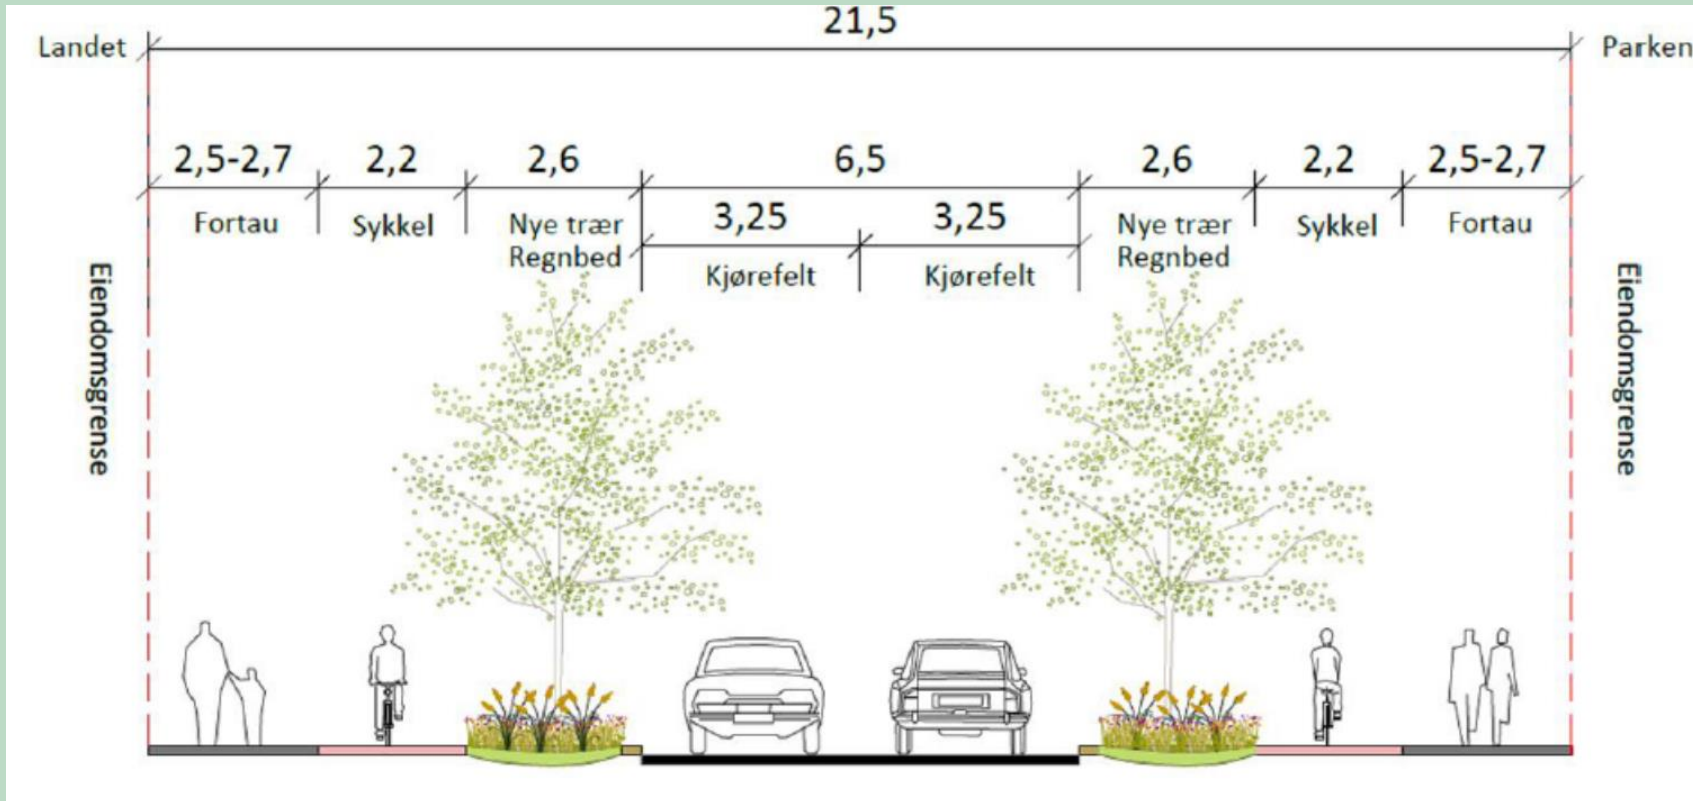 21,5
Landet
Parken
2,5-2,7
2,2
2,6
6,5
2,6
2,2
2,5-2,7
Fortau
Sykkel
Nye trær
Regnbed
3,25
3,25
Kjørefelt
Kjørefelt
Nye trær
Regnbed
Sykkel
Fortau
Eiendomsgrense
Eiendomsgrense